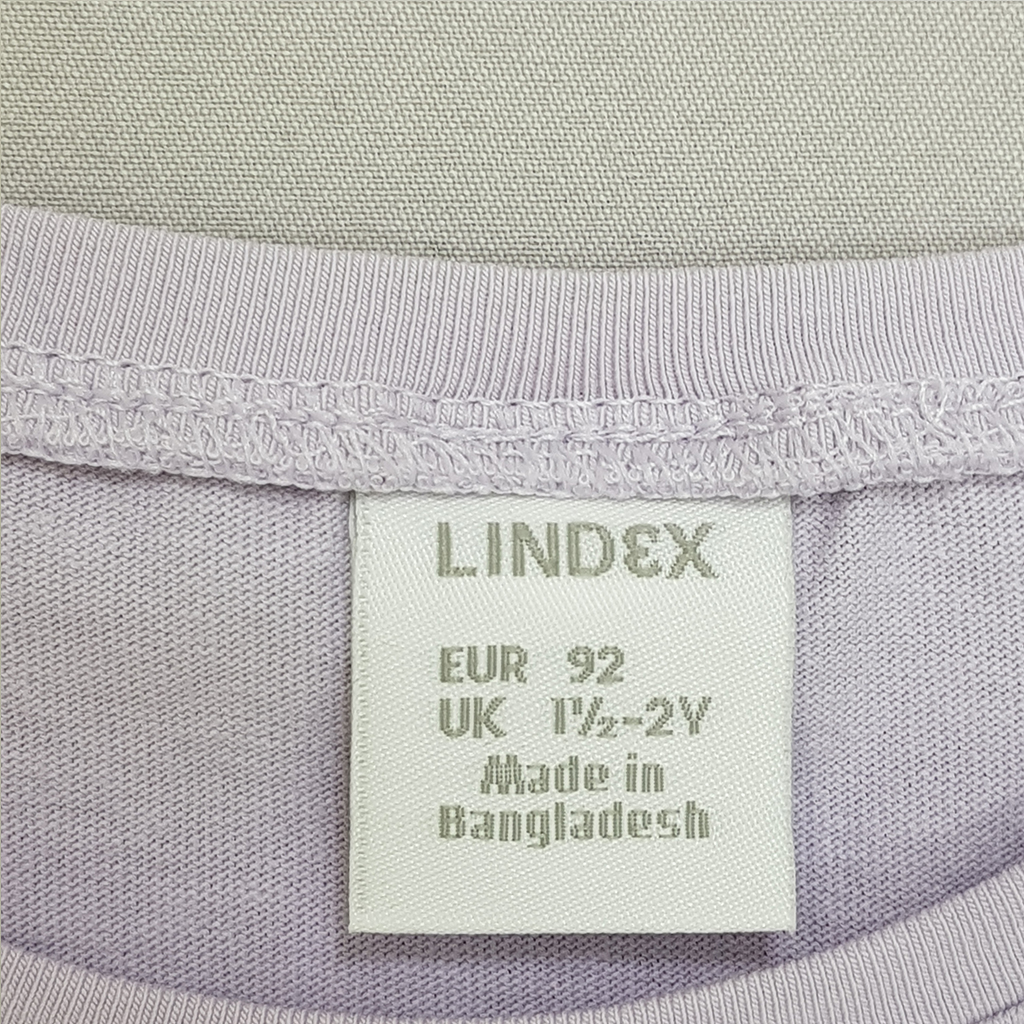 LINDEX
EUR 92
UK 1½-2Y
Made in
Bangladesh